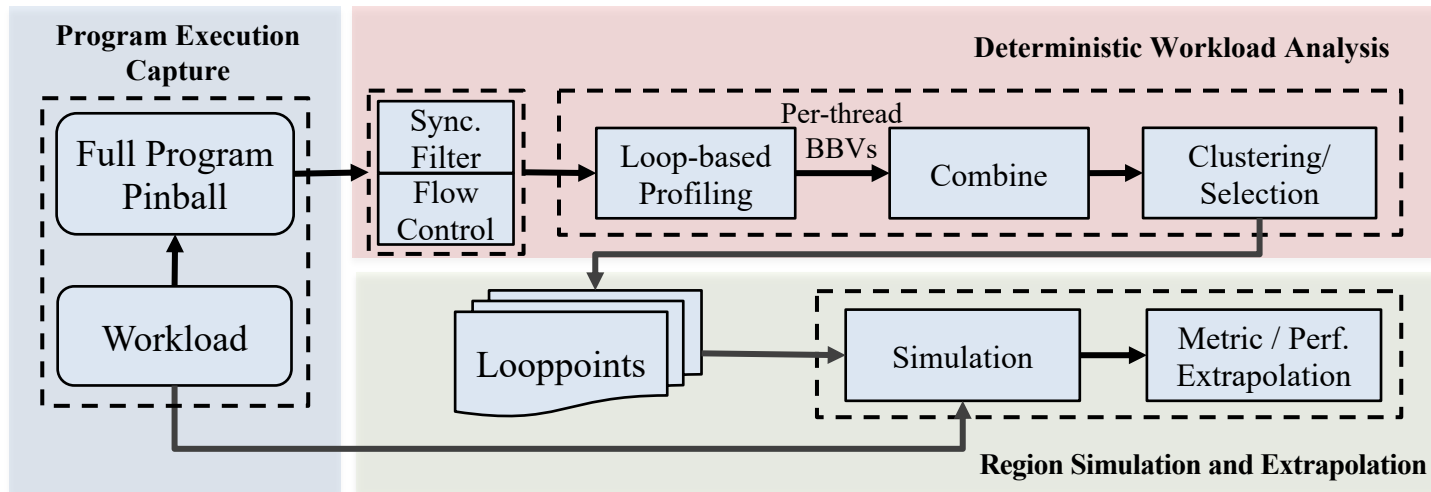 Program Execution
Capture
Full Program
Pinball
Workload
Deterministic Workload Analysis
Sync.
Filter
Flow
Control
Loop-based
Profiling
Per-thread
BBVs
Combine
Clustering/
Selection
Looppoints
Simulation
Metric / Perf.
Extrapolation
Region Simulation and Extrapolation